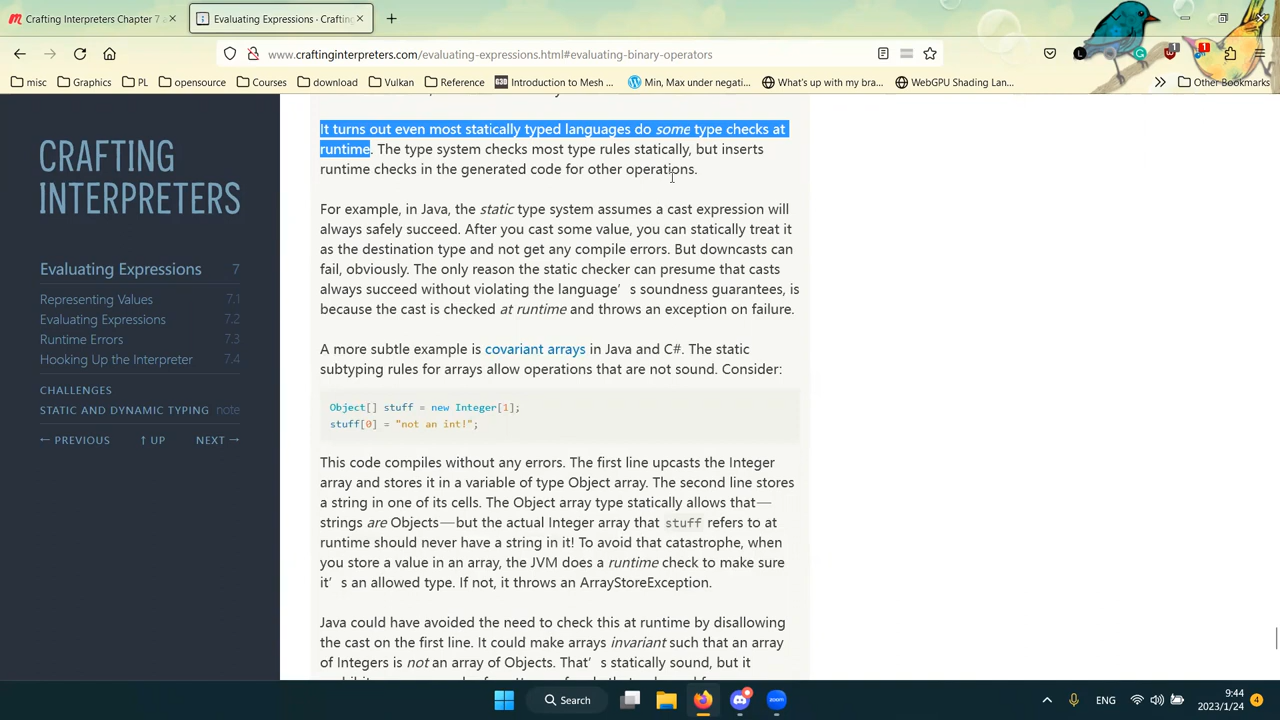 Crafting Interpreters Chapter 7
Evaluating Expressions · Crafting
www.craftinginterpreters.com/evaluating-expressions.html#evaluating-binary-operators
misc Graphics PL opensource Courses download Vulkan Reference Introduction to Mesh ... Min, Max under negati... What's up with my bra... WebGPU Shading Lan... Other Bookmarks
CRAFTING
INTERPRETERS
Evaluating Expressions 7
Representing Values 7.1
Evaluating Expressions 7.2
Runtime Errors 7.3
Hooking Up the Interpreter 7.4
CHALLENGES
STATIC AND DYNAMIC TYPING note
← PREVIOUS ↑ UP NEXT →
It turns out even most statically typed languages do some type checks at
runtime. The type system checks most type rules statically, but inserts
runtime checks in the generated code for other operations.
For example, in Java, the static type system assumes a cast expression will
always safely succeed. After you cast some value, you can statically treat it
as the destination type and not get any compile errors. But downcasts can
fail, obviously. The only reason the static checker can presume that casts
always succeed without violating the language’s soundness guarantees, is
because the cast is checked at runtime and throws an exception on failure.
A more subtle example is covariant arrays in Java and C#. The static
subtyping rules for arrays allow operations that are not sound. Consider:
Object[] stuff = new Integer[1];
stuff[0] = "not an int!";
This code compiles without any errors. The first line upcasts the Integer
array and stores it in a variable of type Object array. The second line stores
a string in one of its cells. The Object array type statically allows that—
strings are Objects—but the actual Integer array that stuff refers to at
runtime should never have a string in it! To avoid that catastrophe, when
you store a value in an array, the JVM does a runtime check to make sure
it’s an allowed type. If not, it throws an ArrayStoreException.
Java could have avoided the need to check this at runtime by disallowing
the cast on the first line. It could make arrays invariant such that an array
of Integers is not an array of Objects. That’s statically sound, but it
Search
ENG
9:44
2023/1/24
4